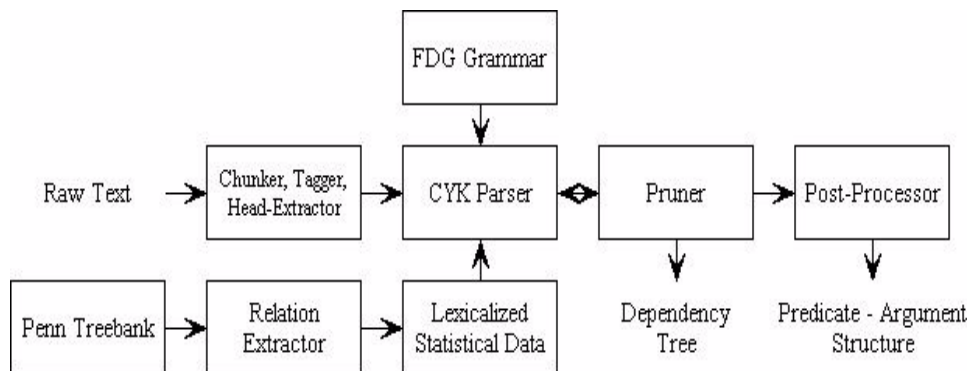 FDG Grammar
Raw Text
Chunker, Tagger,
Head-Extractor
CYK Parser
Pruner
Post-Processor
Penn Treebank
Relation
Extractor
Lexicalized
Statistical Data
Dependency
Tree
Predicate - Argument
Structure